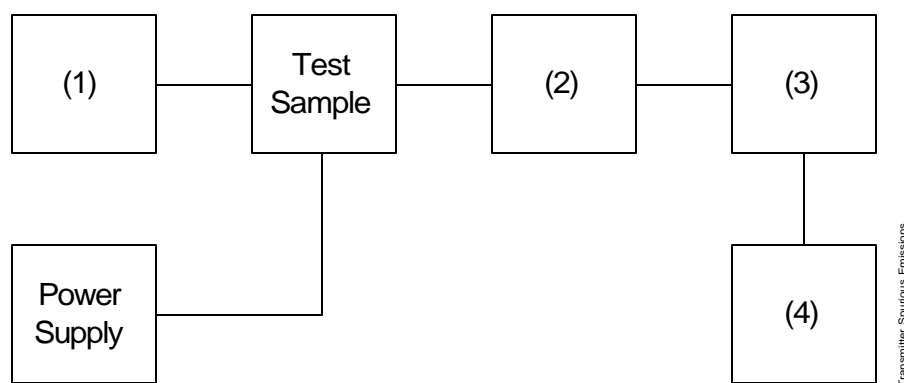 (1)
Test
Sample
(2)
(3)
Power
Supply
(4)
Transmitter Spurious Emissions